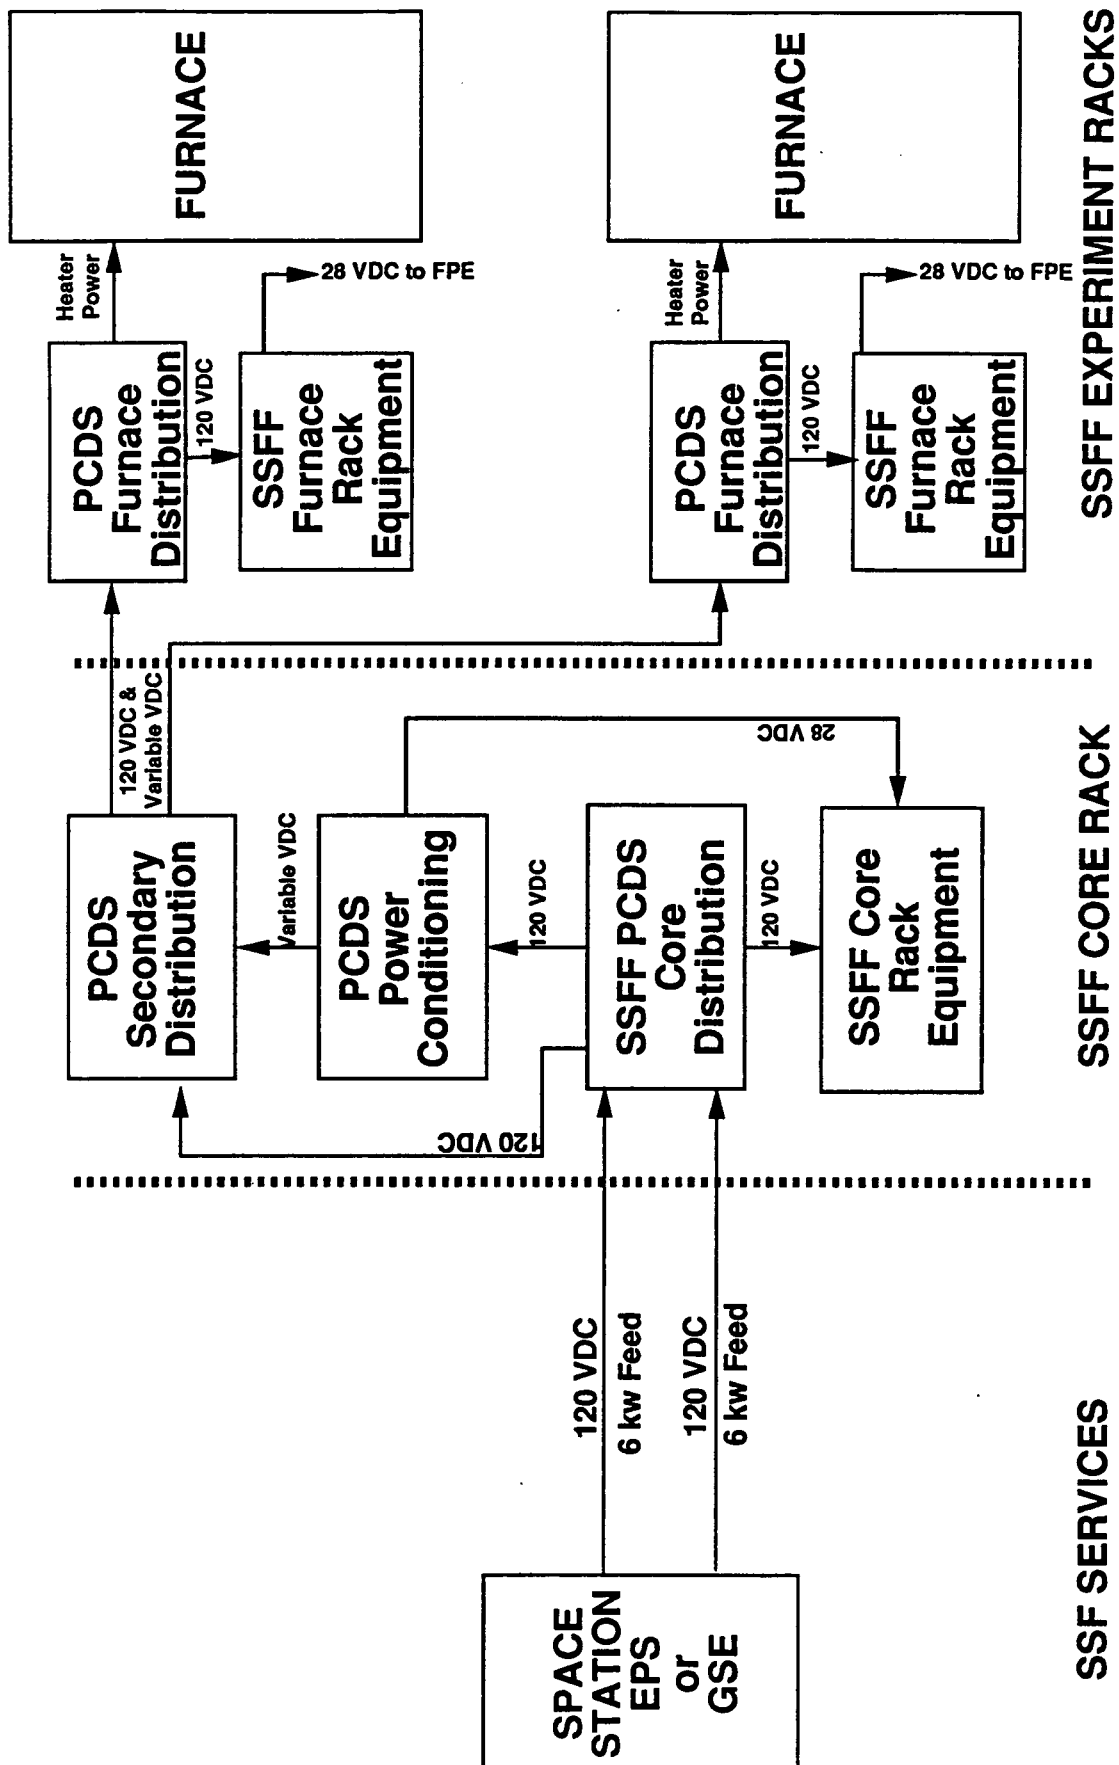 SPACE
STATION
EPS
or
GSE
120 VDC
6 kw Feed
120 VDC
6 kw Feed
SSF SERVICES
PCDS
Secondary
Distribution
120 VDC
Variable VDC
PCDS
Power
Conditioning
120 VDC
28 VDC
SSFF PCDS
Core
Distribution
120 VDC
SSFF Core
Rack
Equipment
SSFF CORE RACK
120 VDC &
Variable VDC
PCDS
Furnace
Distribution
Heater
Power
FURNACE
120 VDC
SSFF
Furnace
Rack
Equipment
28 VDC to FPE
PCDS
Furnace
Distribution
Heater
Power
FURNACE
120 VDC
SSFF
Furnace
Rack
Equipment
28 VDC to FPE
SSFF EXPERIMENT RACKS